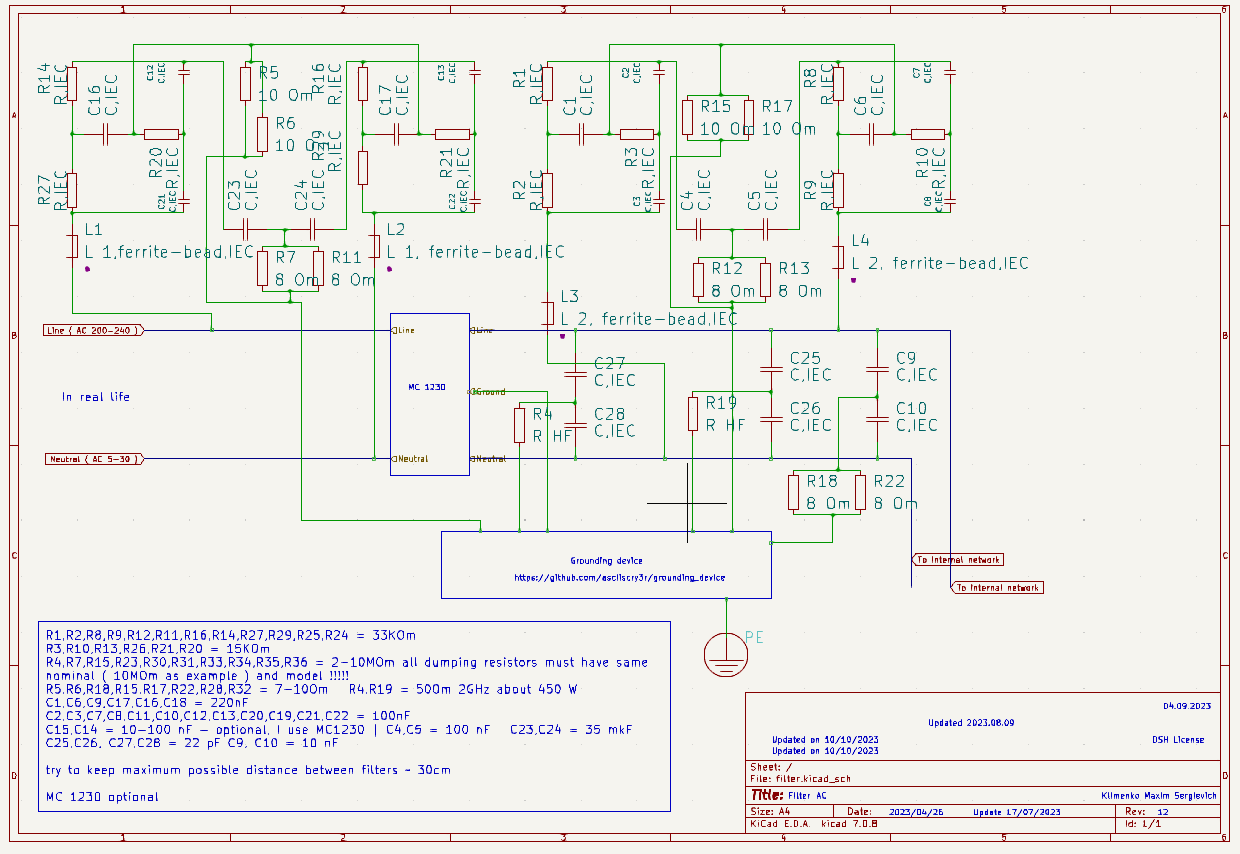 1 2 3 4 5 6
A
B
C
D
R14
R,IEC
C16
C,IEC
C12
C,IEC
R20
R,IEC
R27
R,IEC
C21
C,IEC
R5
10 Om
R6
R16
R,IEC
C17
C,IEC
C13
C,IEC
R29
R,IEC
R21
R,IEC
C22
C,IEC
C23
C,IEC
C24
C,IEC
L1
L 1,ferrite-bead,IEC
R7
8 Om
R11
8 Om
L2
L 1, ferrite-bead,IEC
R1
R,IEC
C1
C,IEC
C2
C,IEC
R3
R,IEC
R2
R,IEC
C3
C,IEC
R15
10 Om
R17
10 Om
C4
C,IEC
C5
C,IEC
R8
R,IEC
C6
C,IEC
C7
C,IEC
R10
R,IEC
R9
R,IEC
C8
C,IEC
R12
8 Om
R13
8 Om
L4
L 2, ferrite-bead,IEC
L3
L 2, ferrite-bead,IEC
Line ( AC 200-240 )
Line
Line
MC 1230
Ground
Neutral
Neutral
In real life
Neutral ( AC 5-30 )
C27
C,IEC
R4
R HF
C28
C,IEC
C25
C,IEC
R19
R HF
C26
C,IEC
C9
C,IEC
C10
C,IEC
R18
8 Om
R22
8 Om
Grounding device
https://github.com/asciiscry3r/grounding_device
To internal network
To internal network
PE
R1,R2,R8,R9,R12,R11,R16,R14,R27,R29,R25,R24 = 33KOm
R3,R10,R13,R26,R21,R20 = 15KOm
R4,R7,R15,R23,R30,R31,R33,R34,R35,R36 = 2-10MOm all dumping resistors must have same
nominal ( 10MOm as example ) and model !!!!!
R5,R6,R18,R15,R17,R22,R28,R32 = 7-10Om R4,R19 = 50Om 2GHz about 450 W
C1,C6,C9,C17,C16,C18 = 220nF
C2,C3,C7,C8,C11,C10,C12,C13,C20,C19,C21,C22 = 100nF
C15,C14 = 10-100 nF - optional, I use MC1230 | C4,C5 = 100 nF C23,C24 = 35 mkF
C25,C26, C27,C28 = 22 pF C9, C10 = 10 nF
try to keep maximum possible distance between filters - 30cm
MC 1230 optional
04.09.2023
Updated 2023.08.09
Updated on 10/10/2023
DSH License
Updated on 10/10/2023
Sheet: /
File: filter.kicad_sch
Title: Filter AC
Klimenko Maxim Sergievich
Size: A4 Date: 2023/04/26 Update 17/07/2023 Rev: 12
KiCad E.D.A. kicad 7.0.8 Id: 1/1
A
B
C
D
1 2 3 4 5 6